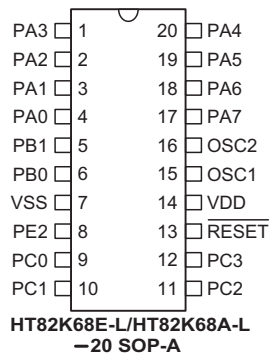 PA3 1 20 PA4
PA2 2 19 PA5
PA1 3 18 PA6
PA0 4 17 PA7
PB1 5 16 OSC2
PB0 6 15 OSC1
VSS 7 14 VDD
PE2 8 13 RESET
PC0 9 12 PC3
PC1 10 11 PC2
HT82K68E-L/HT82K68A-L
–20 SOP-A